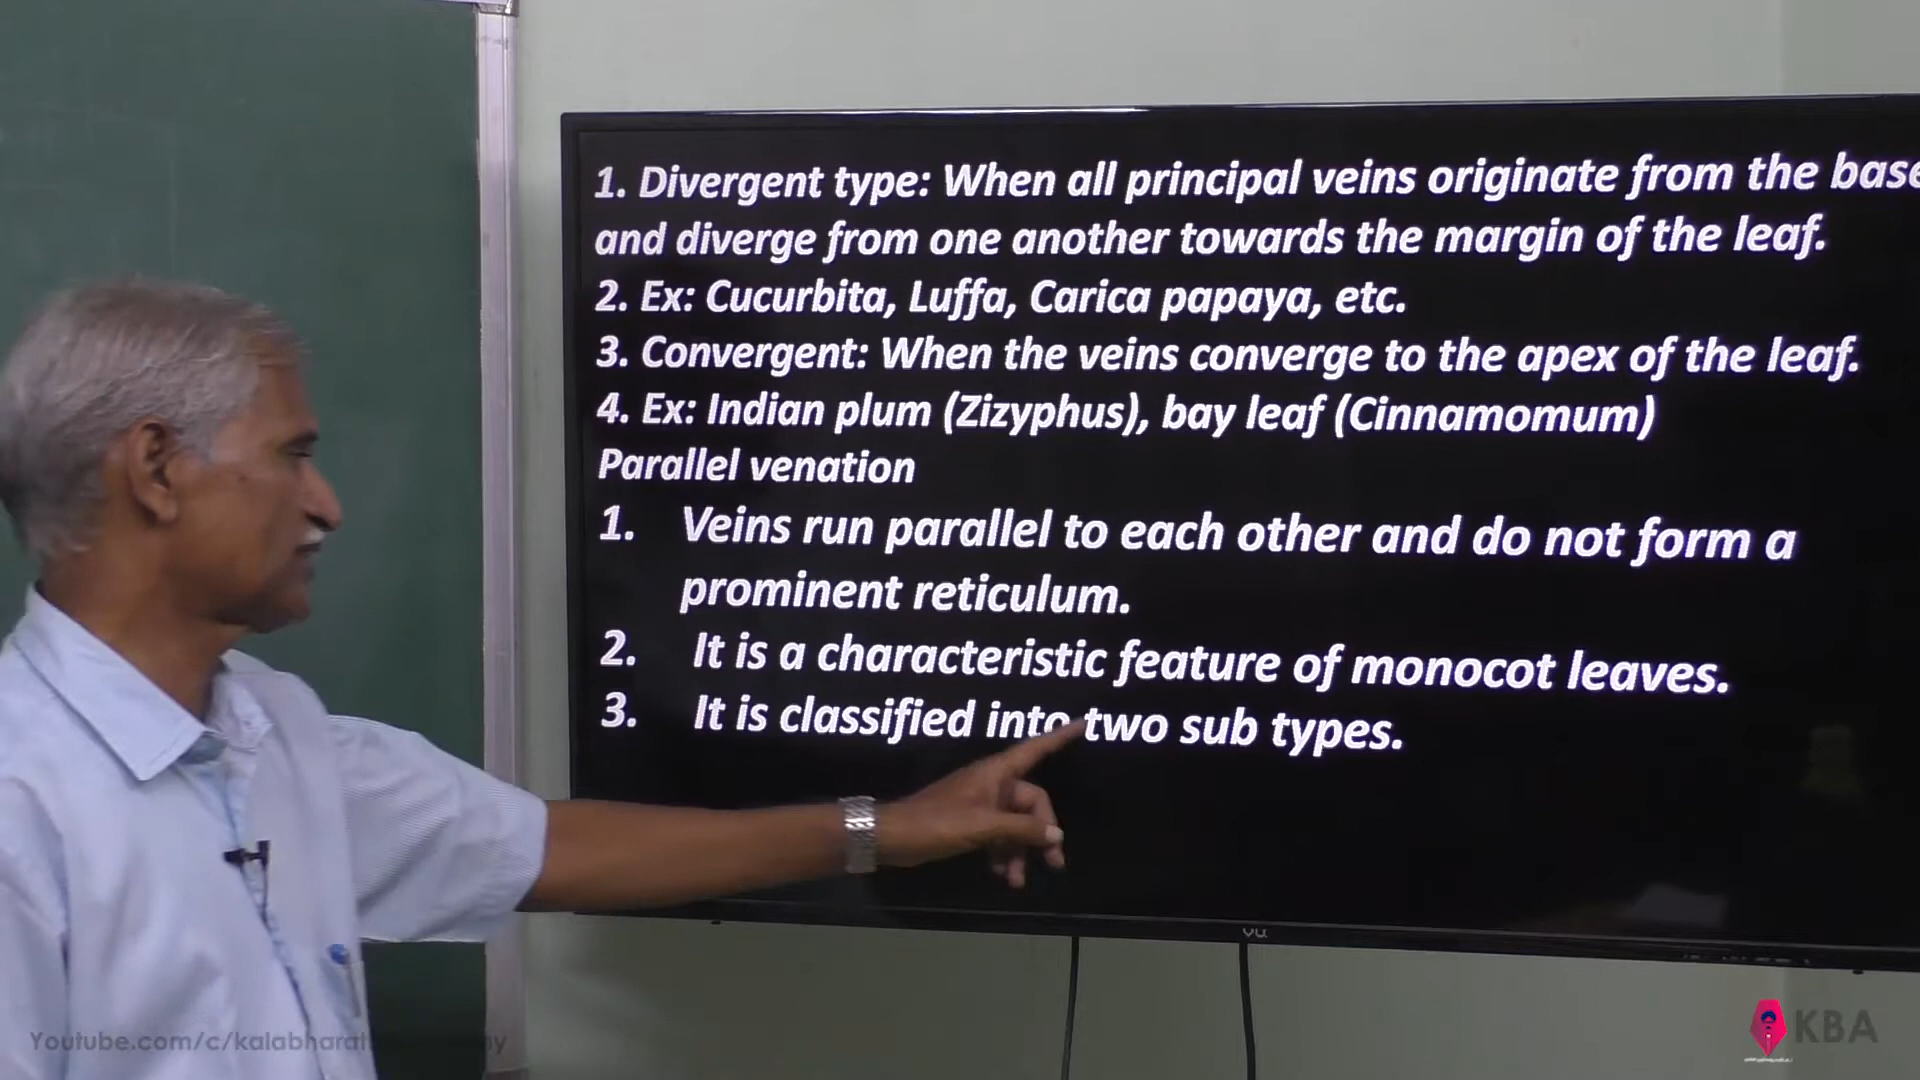 1. Divergent type: When all principal veins originate from the base
and diverge from one another towards the margin of the leaf.
2. Ex: Cucurbita, Luffa, Carica papaya, etc.
3. Convergent: When the veins converge to the apex of the leaf.
4. Ex: Indian plum (Zizyphus), bay leaf (Cinnamomum)
Parallel venation
1. Veins run parallel to each other and do not form a
prominent reticulum.
2. It is a characteristic feature of monocot leaves.
3. It is classified into two sub types.
VU
KBA